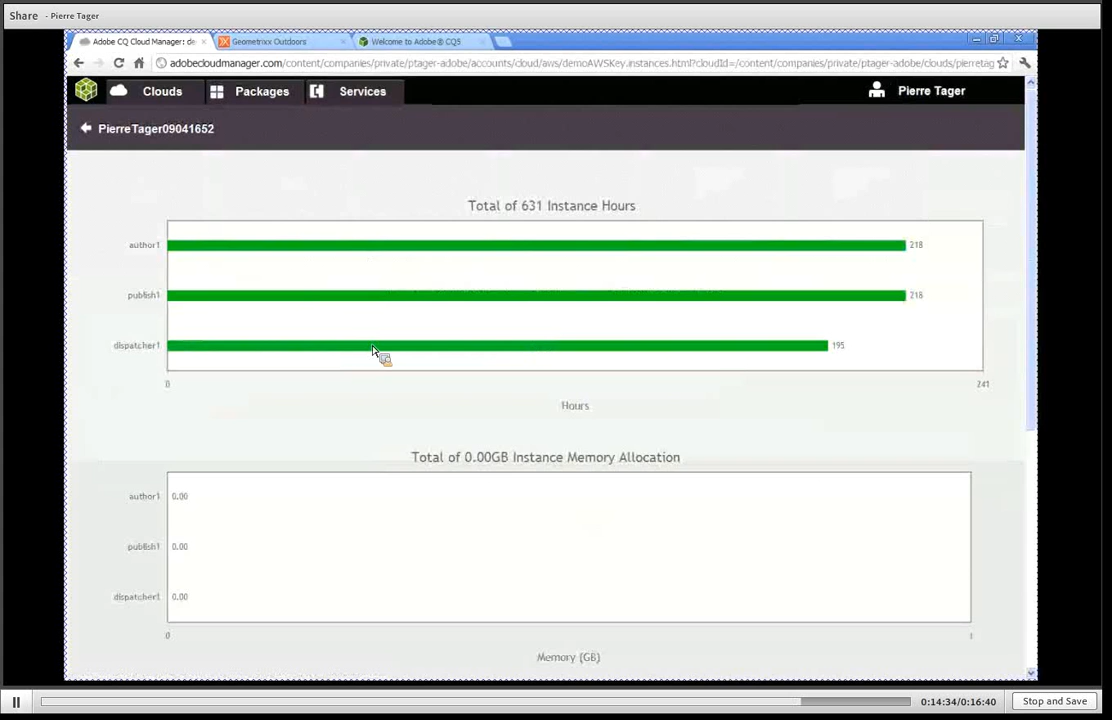 Share - Pierre Tager
Adobe CQ Cloud Manager: de
Geometrixx Outdoors
Welcome to Adobe® CQ5
adobecloudmanager.com/content/companies/private/ptager-adobe/accounts/cloud/aws/demoAWSKey.instances.html?cloudId=/content/companies/private/ptager-adobe/clouds/pierretag
Clouds Packages Services Pierre Tager
PierreTager09041652
Total of 631 Instance Hours
author1 218
publish1 218
dispatcher1 195
0 241
Hours
Total of 0.00GB Instance Memory Allocation
author1 0.00
publish1 0.00
dispatcher1 0.00
0 1
Memory (GB)
0:14:34/0:16:40 Stop and Save